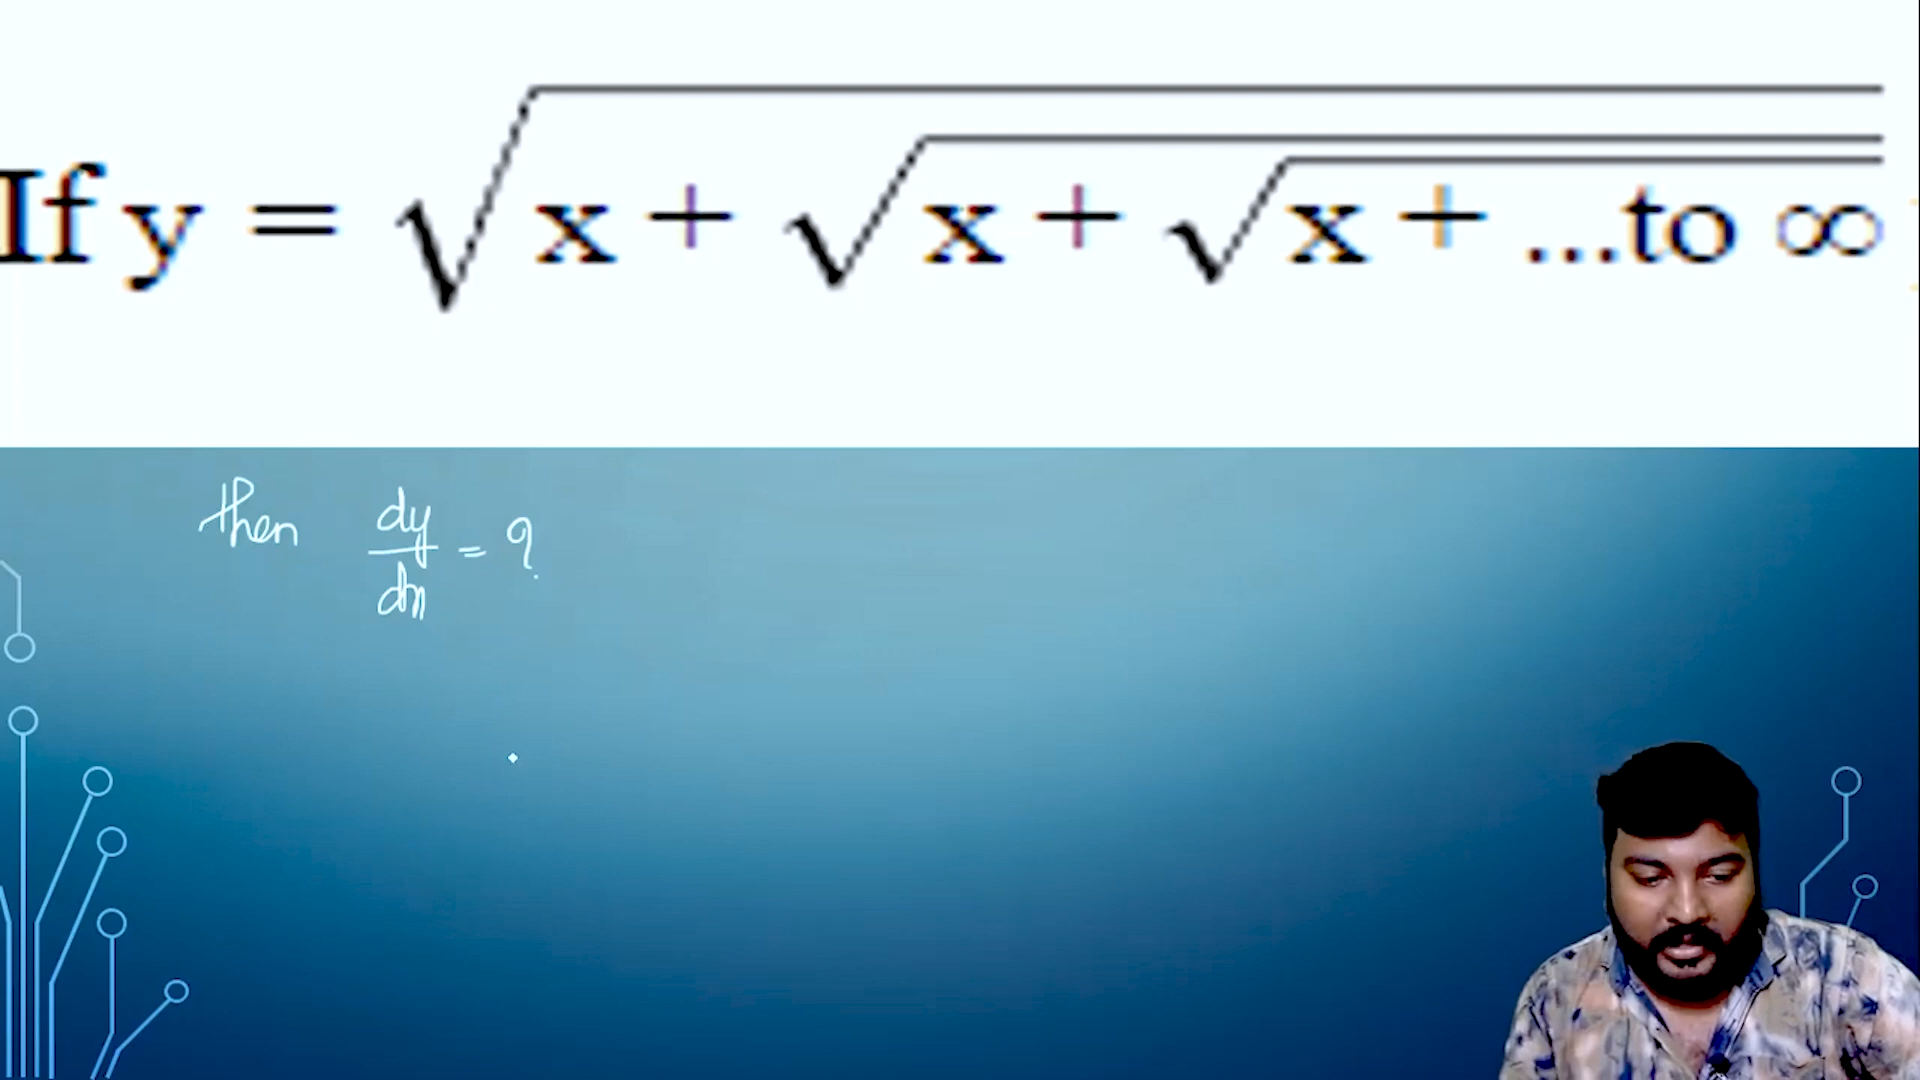 If y = √x + √x + √x + ...to ∞
then dy/dx = ?